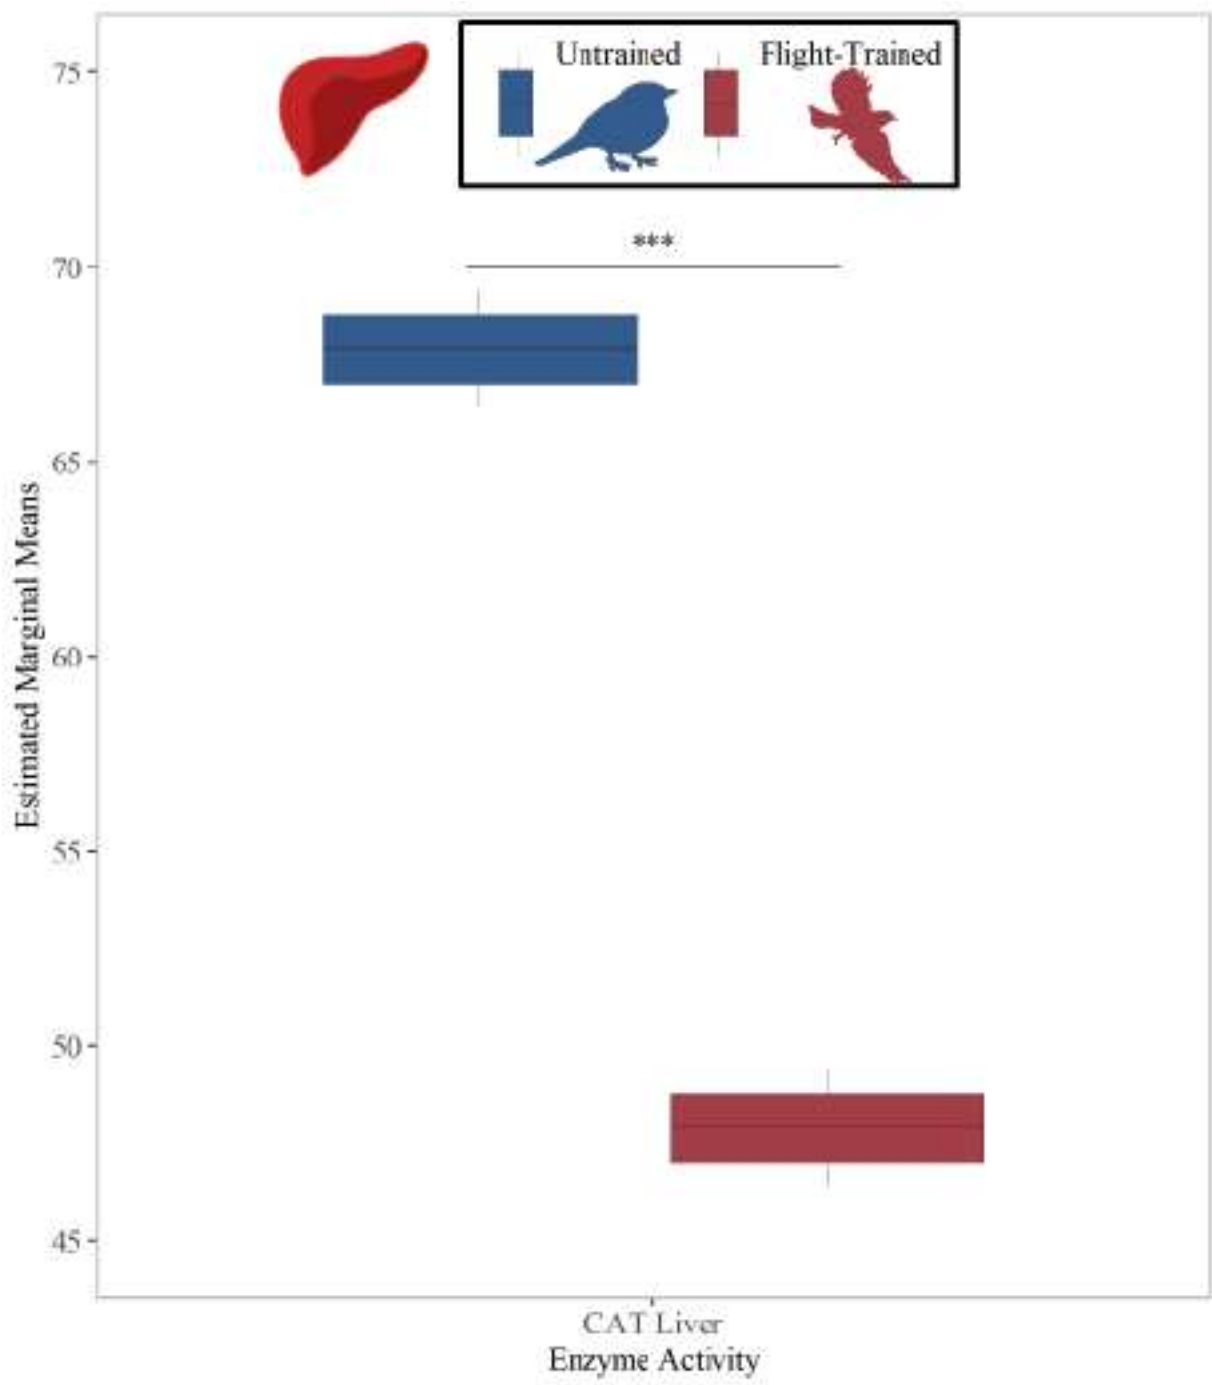 Untrained
Flight-Trained
75
***
70
65
60
55
50
45
Estimated Marginal Means
CAT Liver
Enzyme Activity